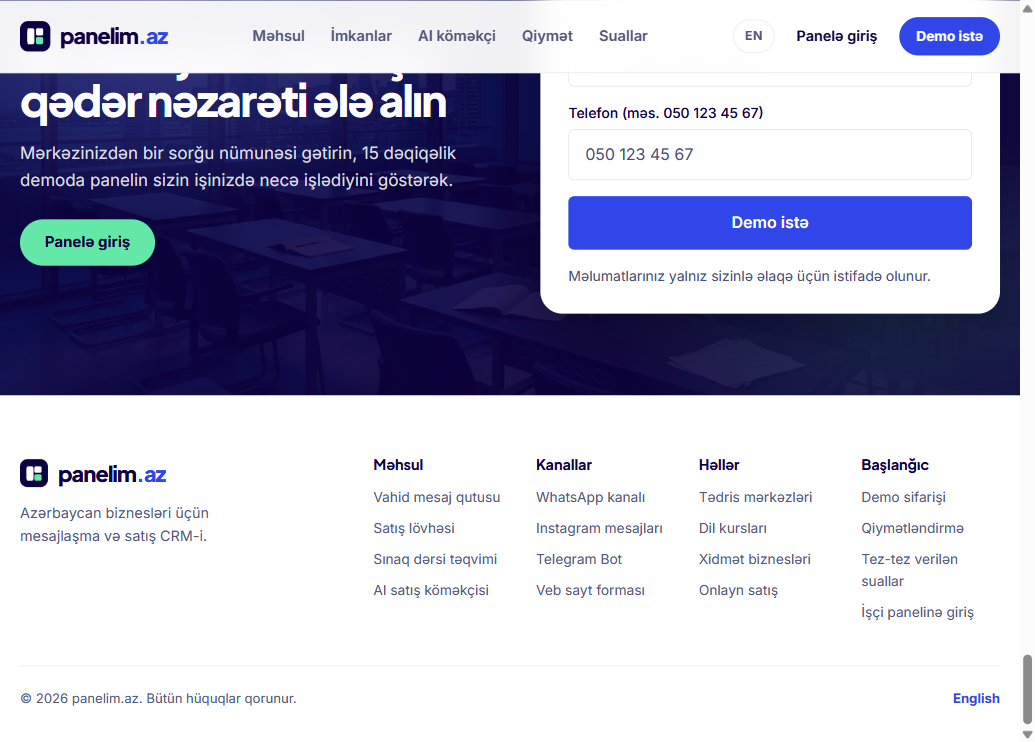 panelim.az
Məhsul
İmkanlar
AI köməkçi
Qiymət
Suallar
EN
Panelə giriş
Demo istə
qədər nəzarəti ələ alın
Mərkəzinizdən bir sorğu nümunəsi gətirin, 15 dəqiqəlik
demoda panelin sizin işinizdə necə işlədiyini göstərək.
Panelə giriş
Telefon (məs. 050 123 45 67)
050 123 45 67
Demo istə
Məlumatlarınız yalnız sizinlə əlaqə üçün istifadə olunur.
panelim.az
Azərbaycan biznesləri üçün
mesajlaşma və satış CRM-i.
Məhsul
Vahid mesaj qutusu
Satış lövhəsi
Sınaq dərsi təqvimi
AI satış köməkçisi
Kanallar
WhatsApp kanalı
Instagram mesajları
Telegram Bot
Veb sayt forması
Həllər
Tədris mərkəzləri
Dil kursları
Xidmət biznesləri
Onlayn satış
Başlanğıc
Demo sifarişi
Qiymətləndirmə
Tez-tez verilən
suallar
İşçi panelinə giriş
© 2026 panelim.az. Bütün hüquqlar qorunur.
English